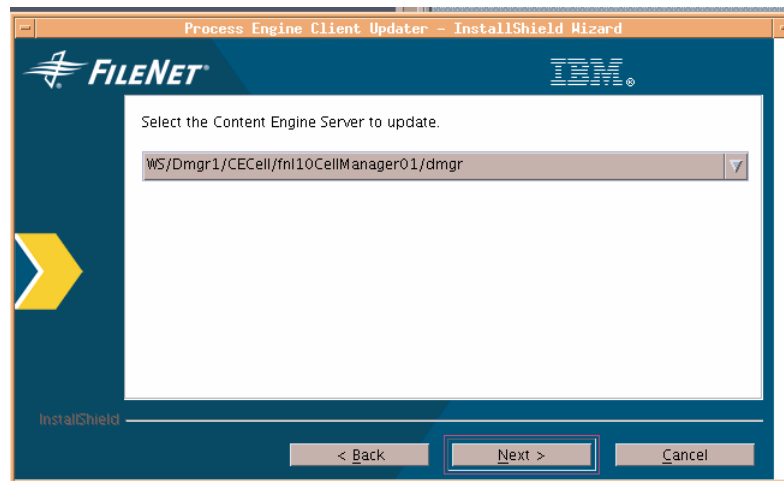 Process Engine Client Updater - InstallShield Wizard
FILENET
IBM®
Select the Content Engine Server to update.
WS/Dmgr1/CECell/fnl10CellManager01/dmgr
InstallShield
< Back
Next >
Cancel